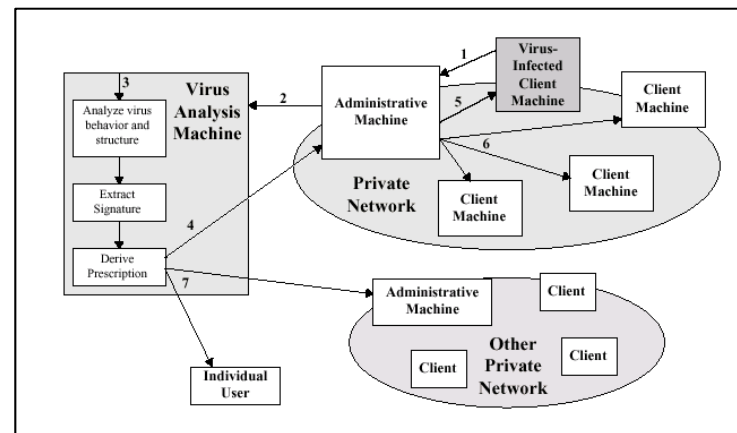 3
Virus
Analysis
Machine
Analyze virus
behavior and
structure
Extract
Signature
Derive
Prescription
2
4
7
Individual
User
Administrative
Machine
1
5
6
Virus-
Infected
Client
Machine
Client
Machine
Client
Machine
Client
Machine
Private
Network
Administrative
Machine
Client
Client
Client
Other
Private
Network